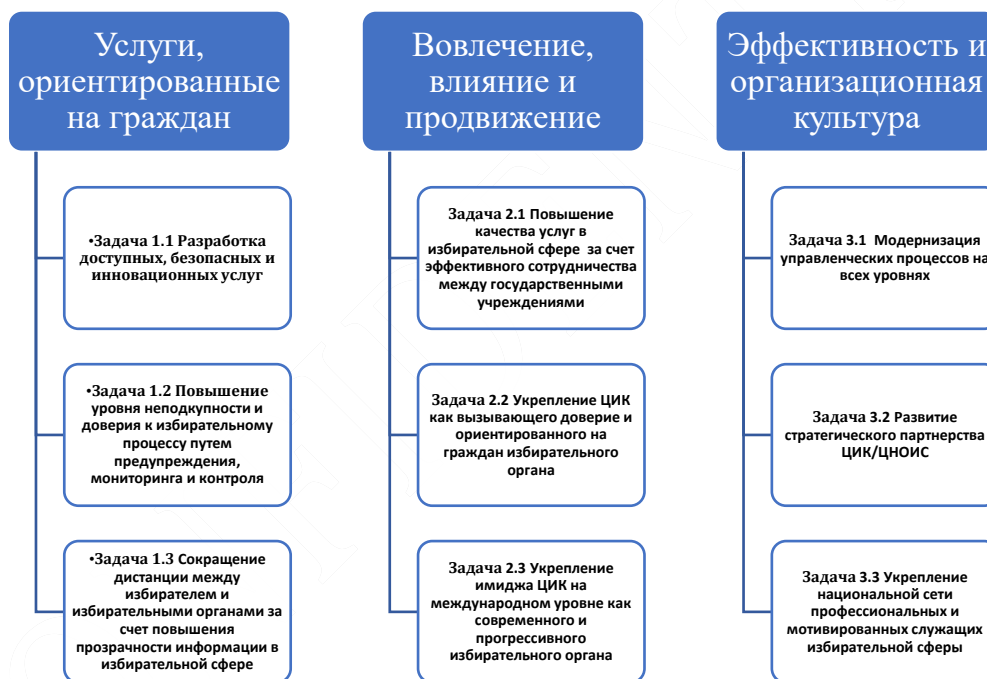 Услуги,
ориентированные
на граждан
•Задача 1.1 Разработка
доступных, безопасных и
инновационных услуг
•Задача 1.2 Повышение
уровня неподкупности и
доверия к избирательному
процессу путем
предупреждения,
мониторинга и контроля
•Задача 1.3 Сокращение
дистанции между
избирателем и
избирательными органами за
счет повышения
прозрачности информации в
избирательной сфере
Вовлечение,
влияние и
продвижение
Задача 2.1 Повышение
качества услуг в
избирательной сфере за счет
эффективного сотрудничества
между государственными
учреждениями
Задача 2.2 Укрепление ЦИК
как вызывающего доверие и
ориентированного на
граждан избирательного
органа
Задача 2.3 Укрепление
имиджа ЦИК на
международном уровне как
современного и
прогрессивного
избирательного органа
Эффективность и
организационная
культура
Задача 3.1 Модернизация
управленческих процессов на
всех уровнях
Задача 3.2 Развитие
стратегического партнерства
ЦИК/ЦНОИС
Задача 3.3 Укрепление
национальной сети
профессиональных и
мотивированных служащих
избирательной сферы